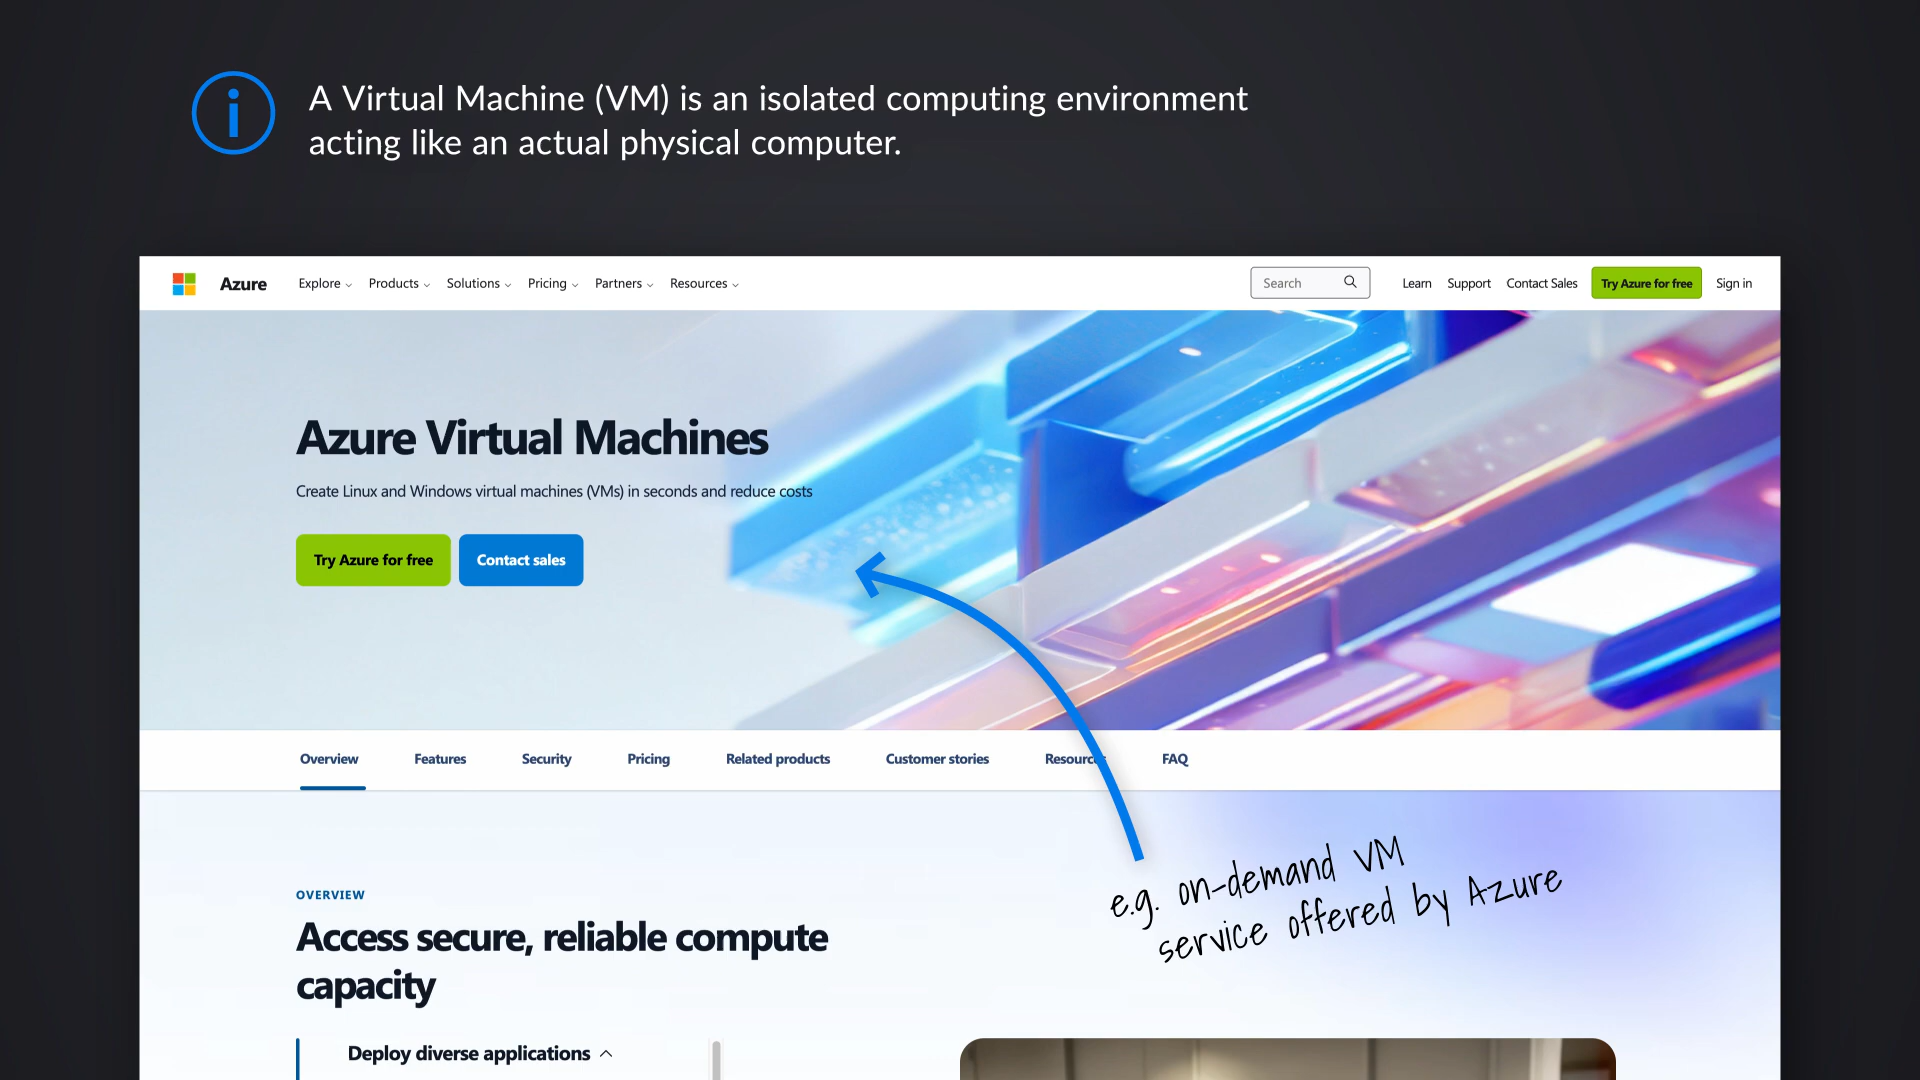 A Virtual Machine (VM) is an isolated computing environment
acting like an actual physical computer.
Azure Explore Products Solutions Pricing Partners Resources Search Learn Support Contact Sales Try Azure for free Sign in
Azure Virtual Machines
Create Linux and Windows virtual machines (VMs) in seconds and reduce costs
Try Azure for free Contact sales
Overview Features Security Pricing Related products Customer stories FAQ
e.g. on-demand VM
service offered by Azure
OVERVIEW
Access secure, reliable compute
capacity
Deploy diverse applications